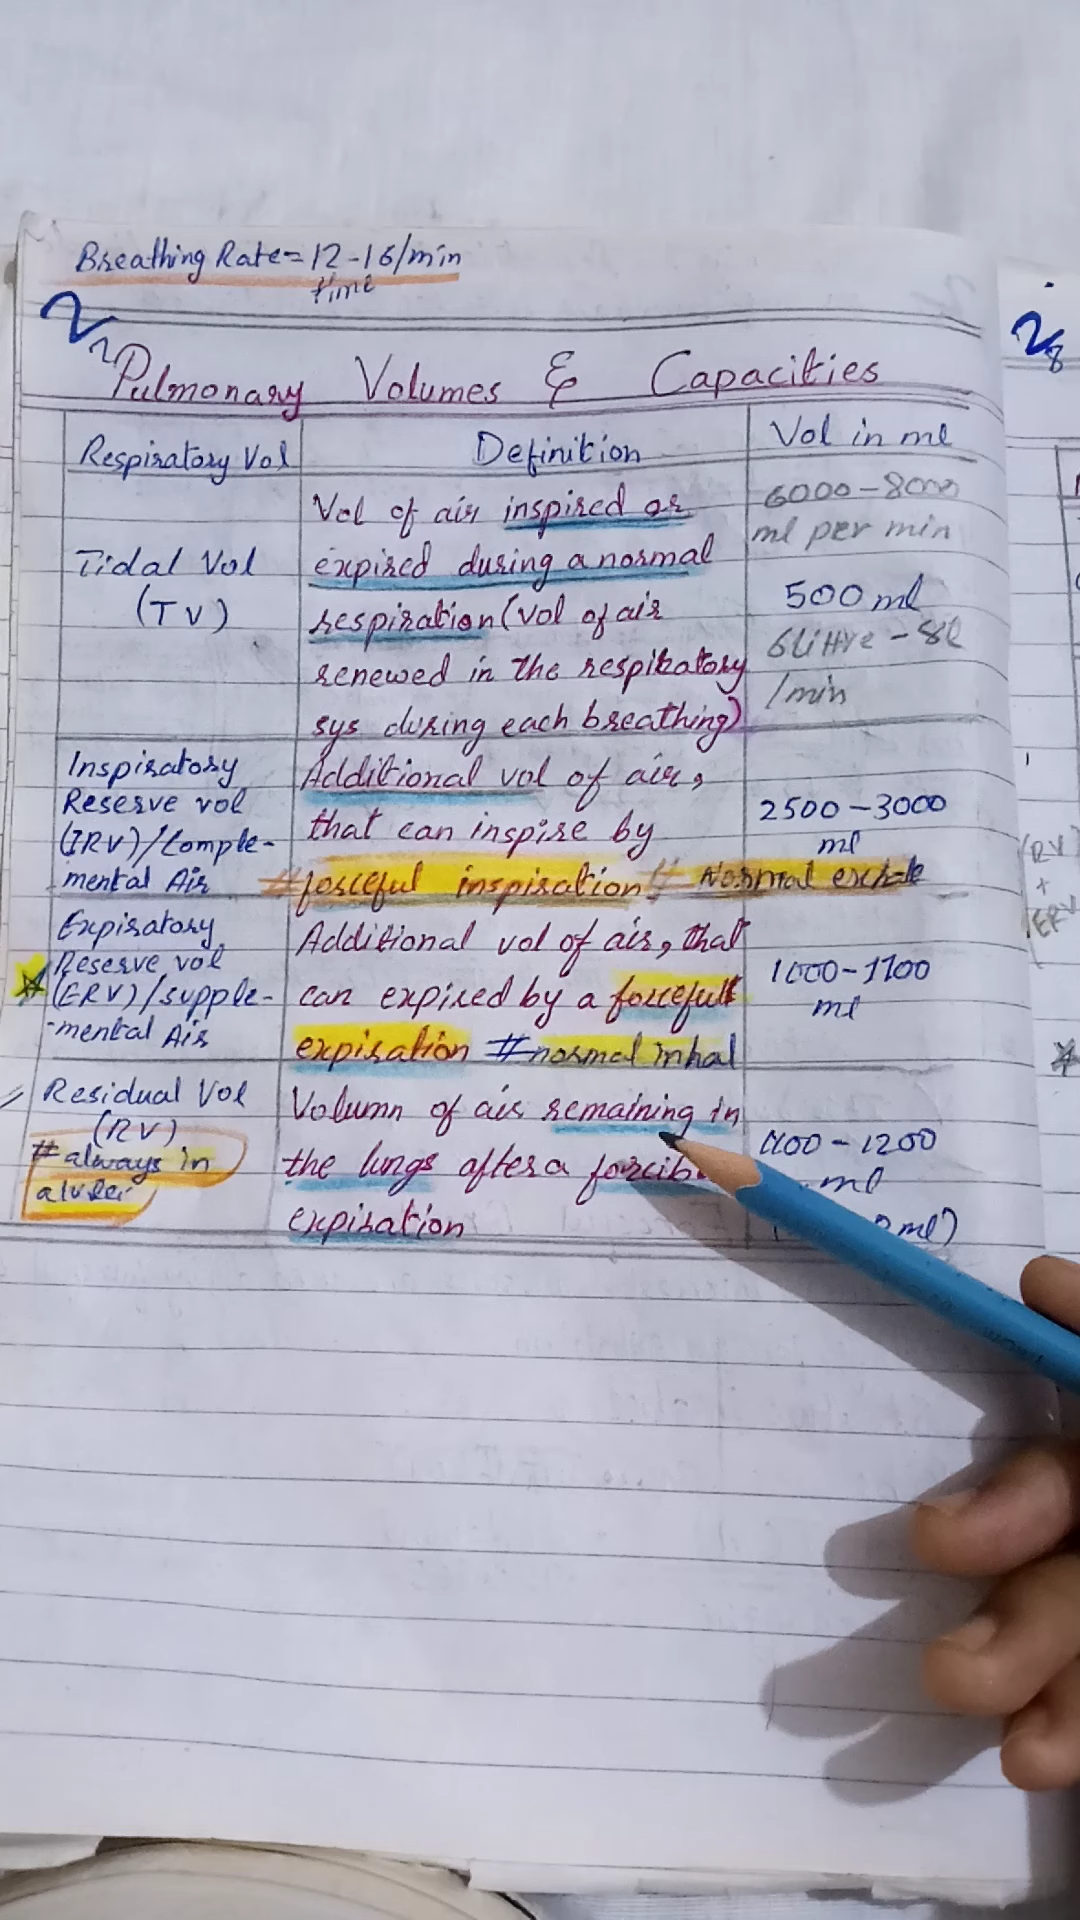 Breathing Rate = 12-16/min
time
Pulmonary Volumes & Capacities
Respiratory Vol
Definition
Vol in ml
Tidal Vol
(TV)
Vol of air inspired or
expired during a normal
respiration (vol of air
renewed in the respiratory
sys during each breathing)
6000-8000
ml per min
500 ml
6littre - 8l
/min
Inspiratory
Reserve vol
(IRV)/Comple-
mental Air
Additional vol of air,
that can inspire by
# forceful inspiration # Normal exhale
2500-3000
ml
Expiratory
Reserve vol
(ERV)/supple-
-mental Air
Additional vol of air, that
can expired by a forcefull
expiration # normal inhal
1000-1100
ml
Residual Vol
(RV)
# always in
Volumn of air remaining in
the lungs after a
expiration
1100-1200
ml
ml)
28
(RV)
+
ERV